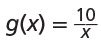 g(x) = 10/x